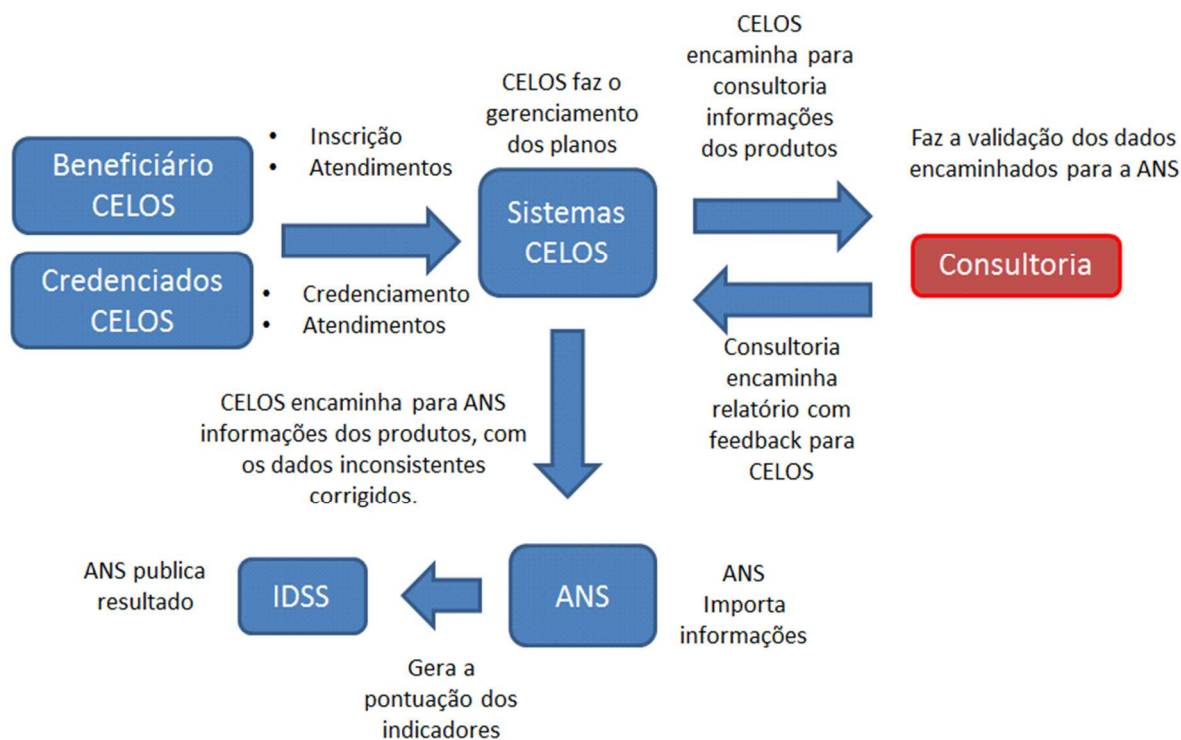 Beneficiário
CELOS
Credenciados
CELOS
• Inscrição
• Atendimentos
• Credenciamento
• Atendimentos
CELOS faz o
gerenciamento
dos planos
Sistemas
CELOS
CELOS
encaminha para
consultoria
informações
dos produtos
Faz a validação dos dados
encaminhados para a ANS
Consultoria
Consultoria
encaminha
relatório com
feedback para
CELOS
CELOS encaminha para ANS
informações dos produtos, com
os dados inconsistentes
corrigidos.
ANS
Importa
informações
ANS
Gera a
pontuação dos
indicadores
IDSS
ANS publica
resultado